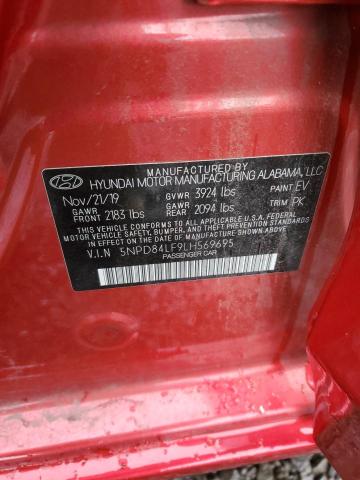 MANUFACTURED BY
HYUNDAI MOTOR MANUFACTURING ALABAMA, LLC
Nov/21/19 GVWR 3924 lbs PAINT EV
GAWR FRONT 2183 lbs GAWR REAR 2094 lbs TRIM PK
THIS VEHICLE CONFORMS TO ALL APPLICABLE U.S.A. FEDERAL
MOTOR VEHICLE SAFETY, BUMPER, AND THEFT PREVENTION
STANDARDS IN EFFECT ON THE DATE OF MANUFACTURE SHOWN ABOVE.
V.I.N 5NPD84LF9LH569695
PASSENGER CAR